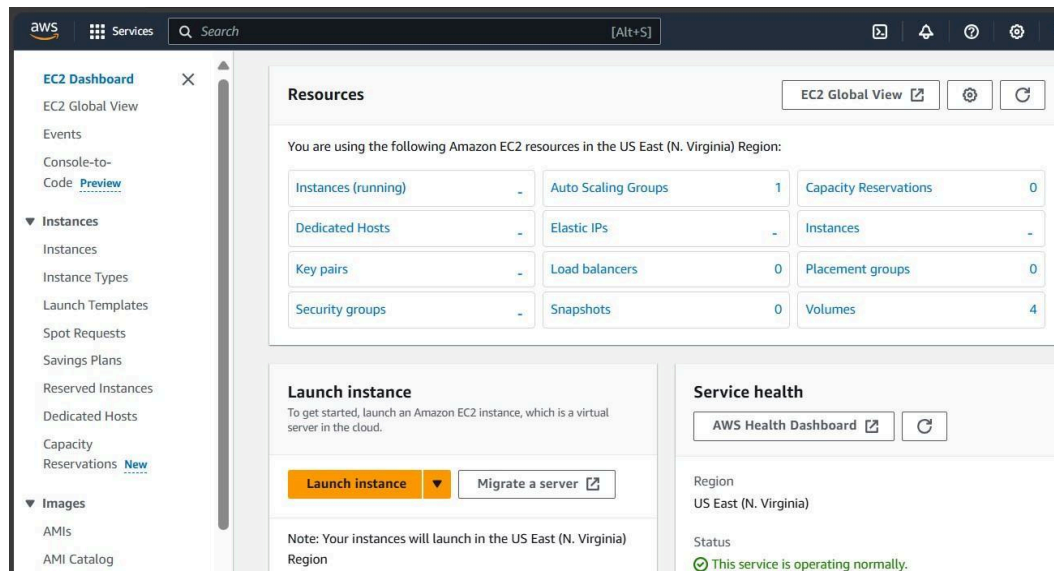 aws
Services
Search
[Alt+S]
EC2 Dashboard
EC2 Global View
Events
Console-to-
Code Preview
Instances
Instances
Instance Types
Launch Templates
Spot Requests
Savings Plans
Reserved Instances
Dedicated Hosts
Capacity
Reservations New
Images
AMIs
AMI Catalog
Resources
EC2 Global View
You are using the following Amazon EC2 resources in the US East (N. Virginia) Region:
Instances (running) -
Auto Scaling Groups 1
Capacity Reservations 0
Dedicated Hosts -
Elastic IPs -
Instances -
Key pairs -
Load balancers 0
Placement groups 0
Security groups -
Snapshots 0
Volumes 4
Launch instance
To get started, launch an Amazon EC2 instance, which is a virtual
server in the cloud.
Launch instance
Migrate a server
Note: Your instances will launch in the US East (N. Virginia)
Region
Service health
AWS Health Dashboard
Region
US East (N. Virginia)
Status
This service is operating normally.